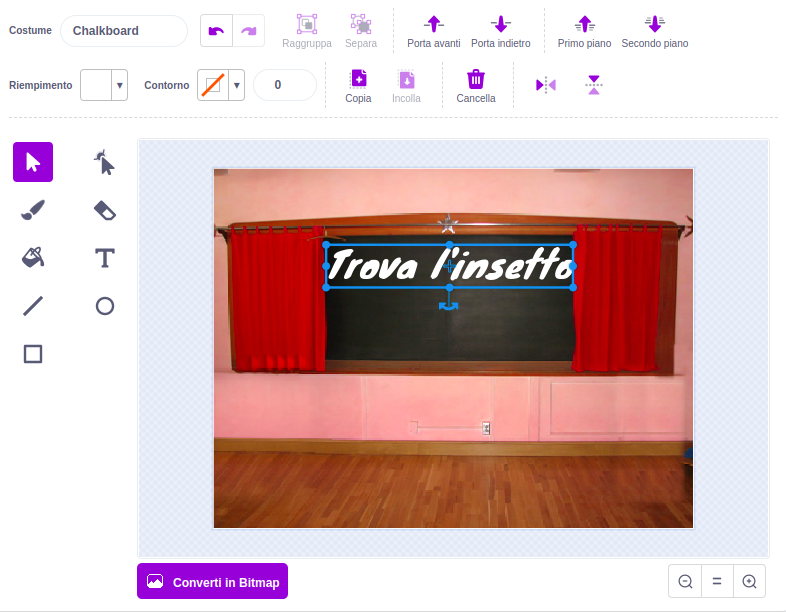 Costume
Chalkboard
Raggruppa
Separa
Porta avanti
Porta indietro
Primo piano
Secondo piano
Riempimento
Contorno
0
Copia
Incolla
Cancella
Trova l'insetto
Converti in Bitmap